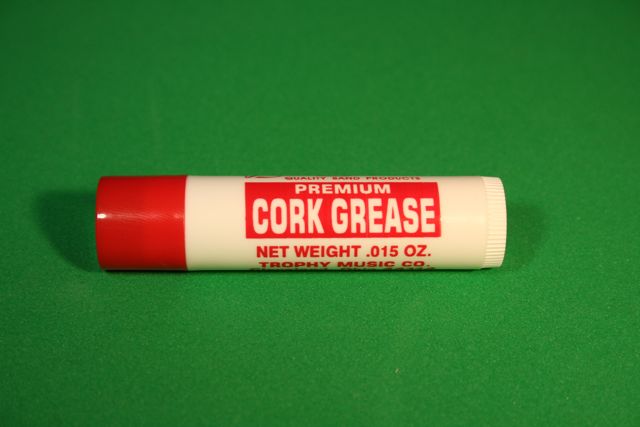 QUALITY BAND PRODUCTS
PREMIUM
CORK GREASE
NET WEIGHT .015 OZ.
TROPHY MUSIC CO.